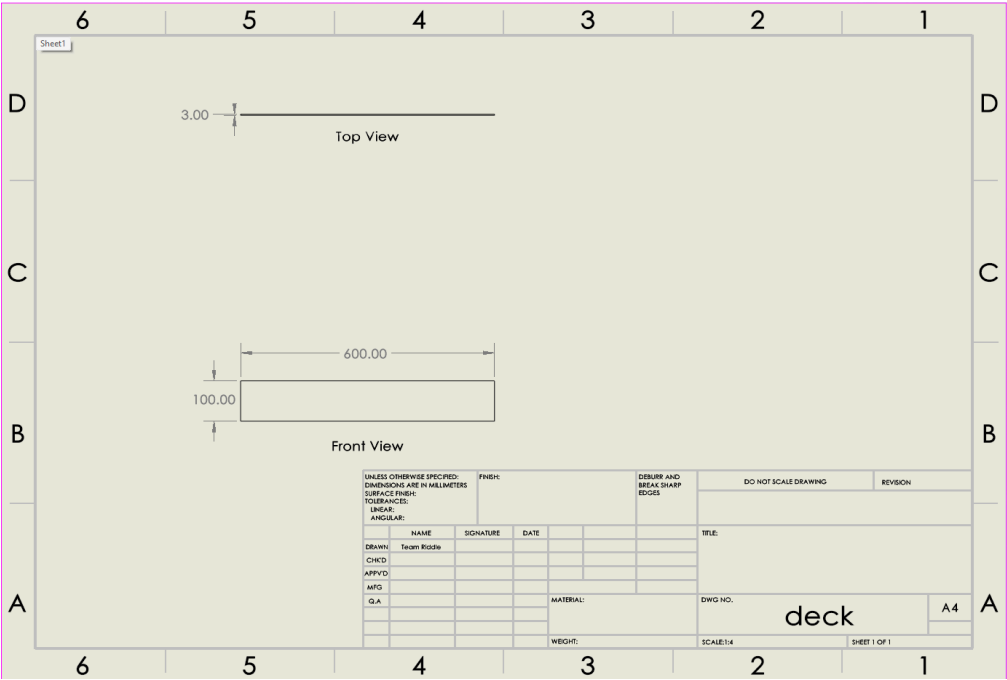 6 5 4 3 2 1
Sheet1
D D
3.00
Top View
C C
600.00
100.00
B B
Front View
UNLESS OTHERWISE SPECIFIED:
DIMENSIONS ARE IN MILLIMETERS
SURFACE FINISH:
TOLERANCES:
LINEAR:
ANGULAR:
FINISH:
DEBURR AND
BREAK SHARP
EDGES
DO NOT SCALE DRAWING
REVISION
NAME SIGNATURE DATE
TITLE:
DRAWN Team Riddle
CHK'D
APPV'D
MFG
Q.A
MATERIAL:
DWG NO.
deck
A4
A A
WEIGHT:
SCALE:1:4
SHEET 1 OF 1
6 5 4 3 2 1